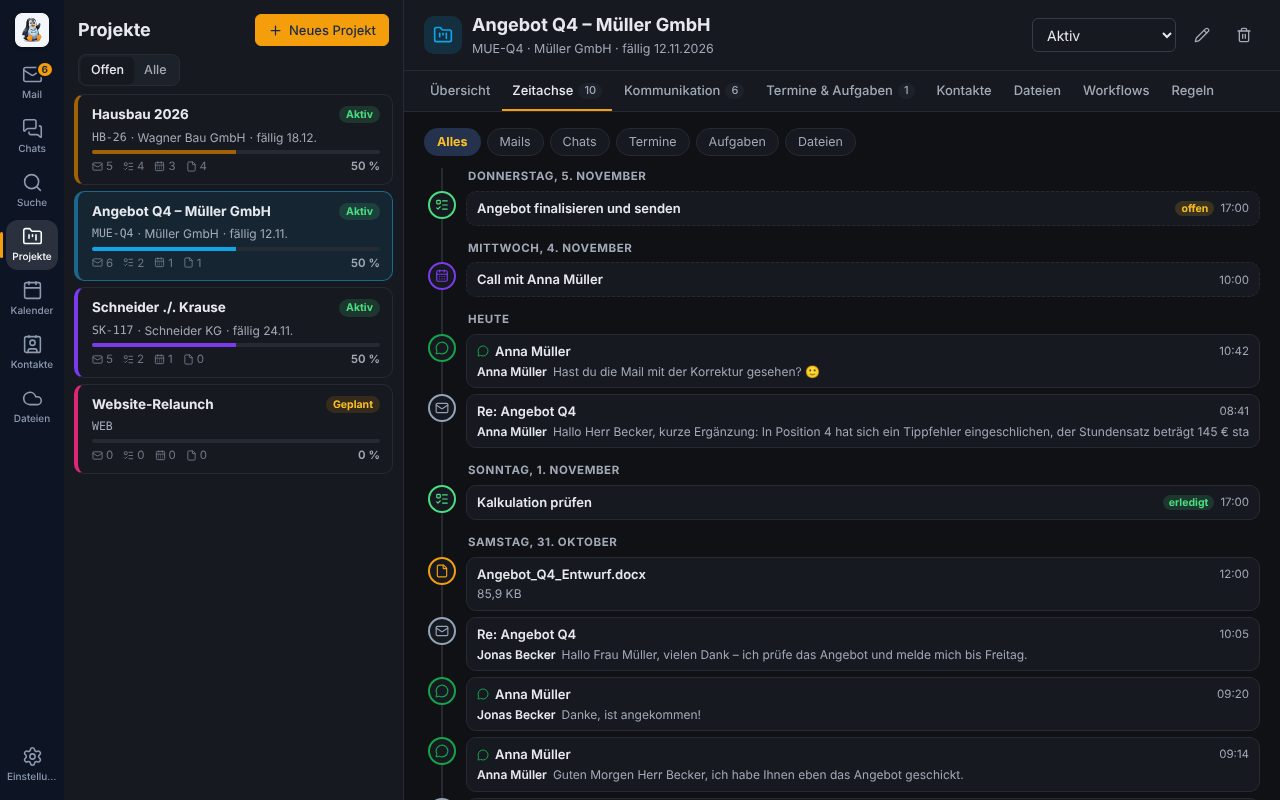 6
Mail
Chats
Suche
Projekte
Kalender
Kontakte
Dateien
Einstellu...
Projekte
Neues Projekt
Offen Alle
Hausbau 2026 Aktiv
HB-26 · Wagner Bau GmbH · fällig 18.12.
5 4 3 4 50 %
Angebot Q4 – Müller GmbH Aktiv
MUE-Q4 · Müller GmbH · fällig 12.11.
6 2 1 1 50 %
Schneider ./. Krause Aktiv
SK-117 · Schneider KG · fällig 24.11.
5 2 1 0 50 %
Website-Relaunch Geplant
WEB
0 0 0 0 0 %
Angebot Q4 – Müller GmbH
MUE-Q4 · Müller GmbH · fällig 12.11.2026
Aktiv
Übersicht Zeitachse 10 Kommunikation 6 Termine & Aufgaben 1 Kontakte Dateien Workflows Regeln
Alles Mails Chats Termine Aufgaben Dateien
DONNERSTAG, 5. NOVEMBER
Angebot finalisieren und senden offen 17:00
MITTWOCH, 4. NOVEMBER
Call mit Anna Müller 10:00
HEUTE
Anna Müller 10:42
Anna Müller Hast du die Mail mit der Korrektur gesehen? 🙂
Re: Angebot Q4 08:41
Anna Müller Hallo Herr Becker, kurze Ergänzung: In Position 4 hat sich ein Tippfehler eingeschlichen, der Stundensatz beträgt 145 € sta
SONNTAG, 1. NOVEMBER
Kalkulation prüfen erledigt 17:00
SAMSTAG, 31. OKTOBER
Angebot_Q4_Entwurf.docx 12:00
85,9 KB
Re: Angebot Q4 10:05
Jonas Becker Hallo Frau Müller, vielen Dank – ich prüfe das Angebot und melde mich bis Freitag.
Anna Müller 09:20
Jonas Becker Danke, ist angekommen!
Anna Müller 09:14
Anna Müller Guten Morgen Herr Becker, ich habe Ihnen eben das Angebot geschickt.